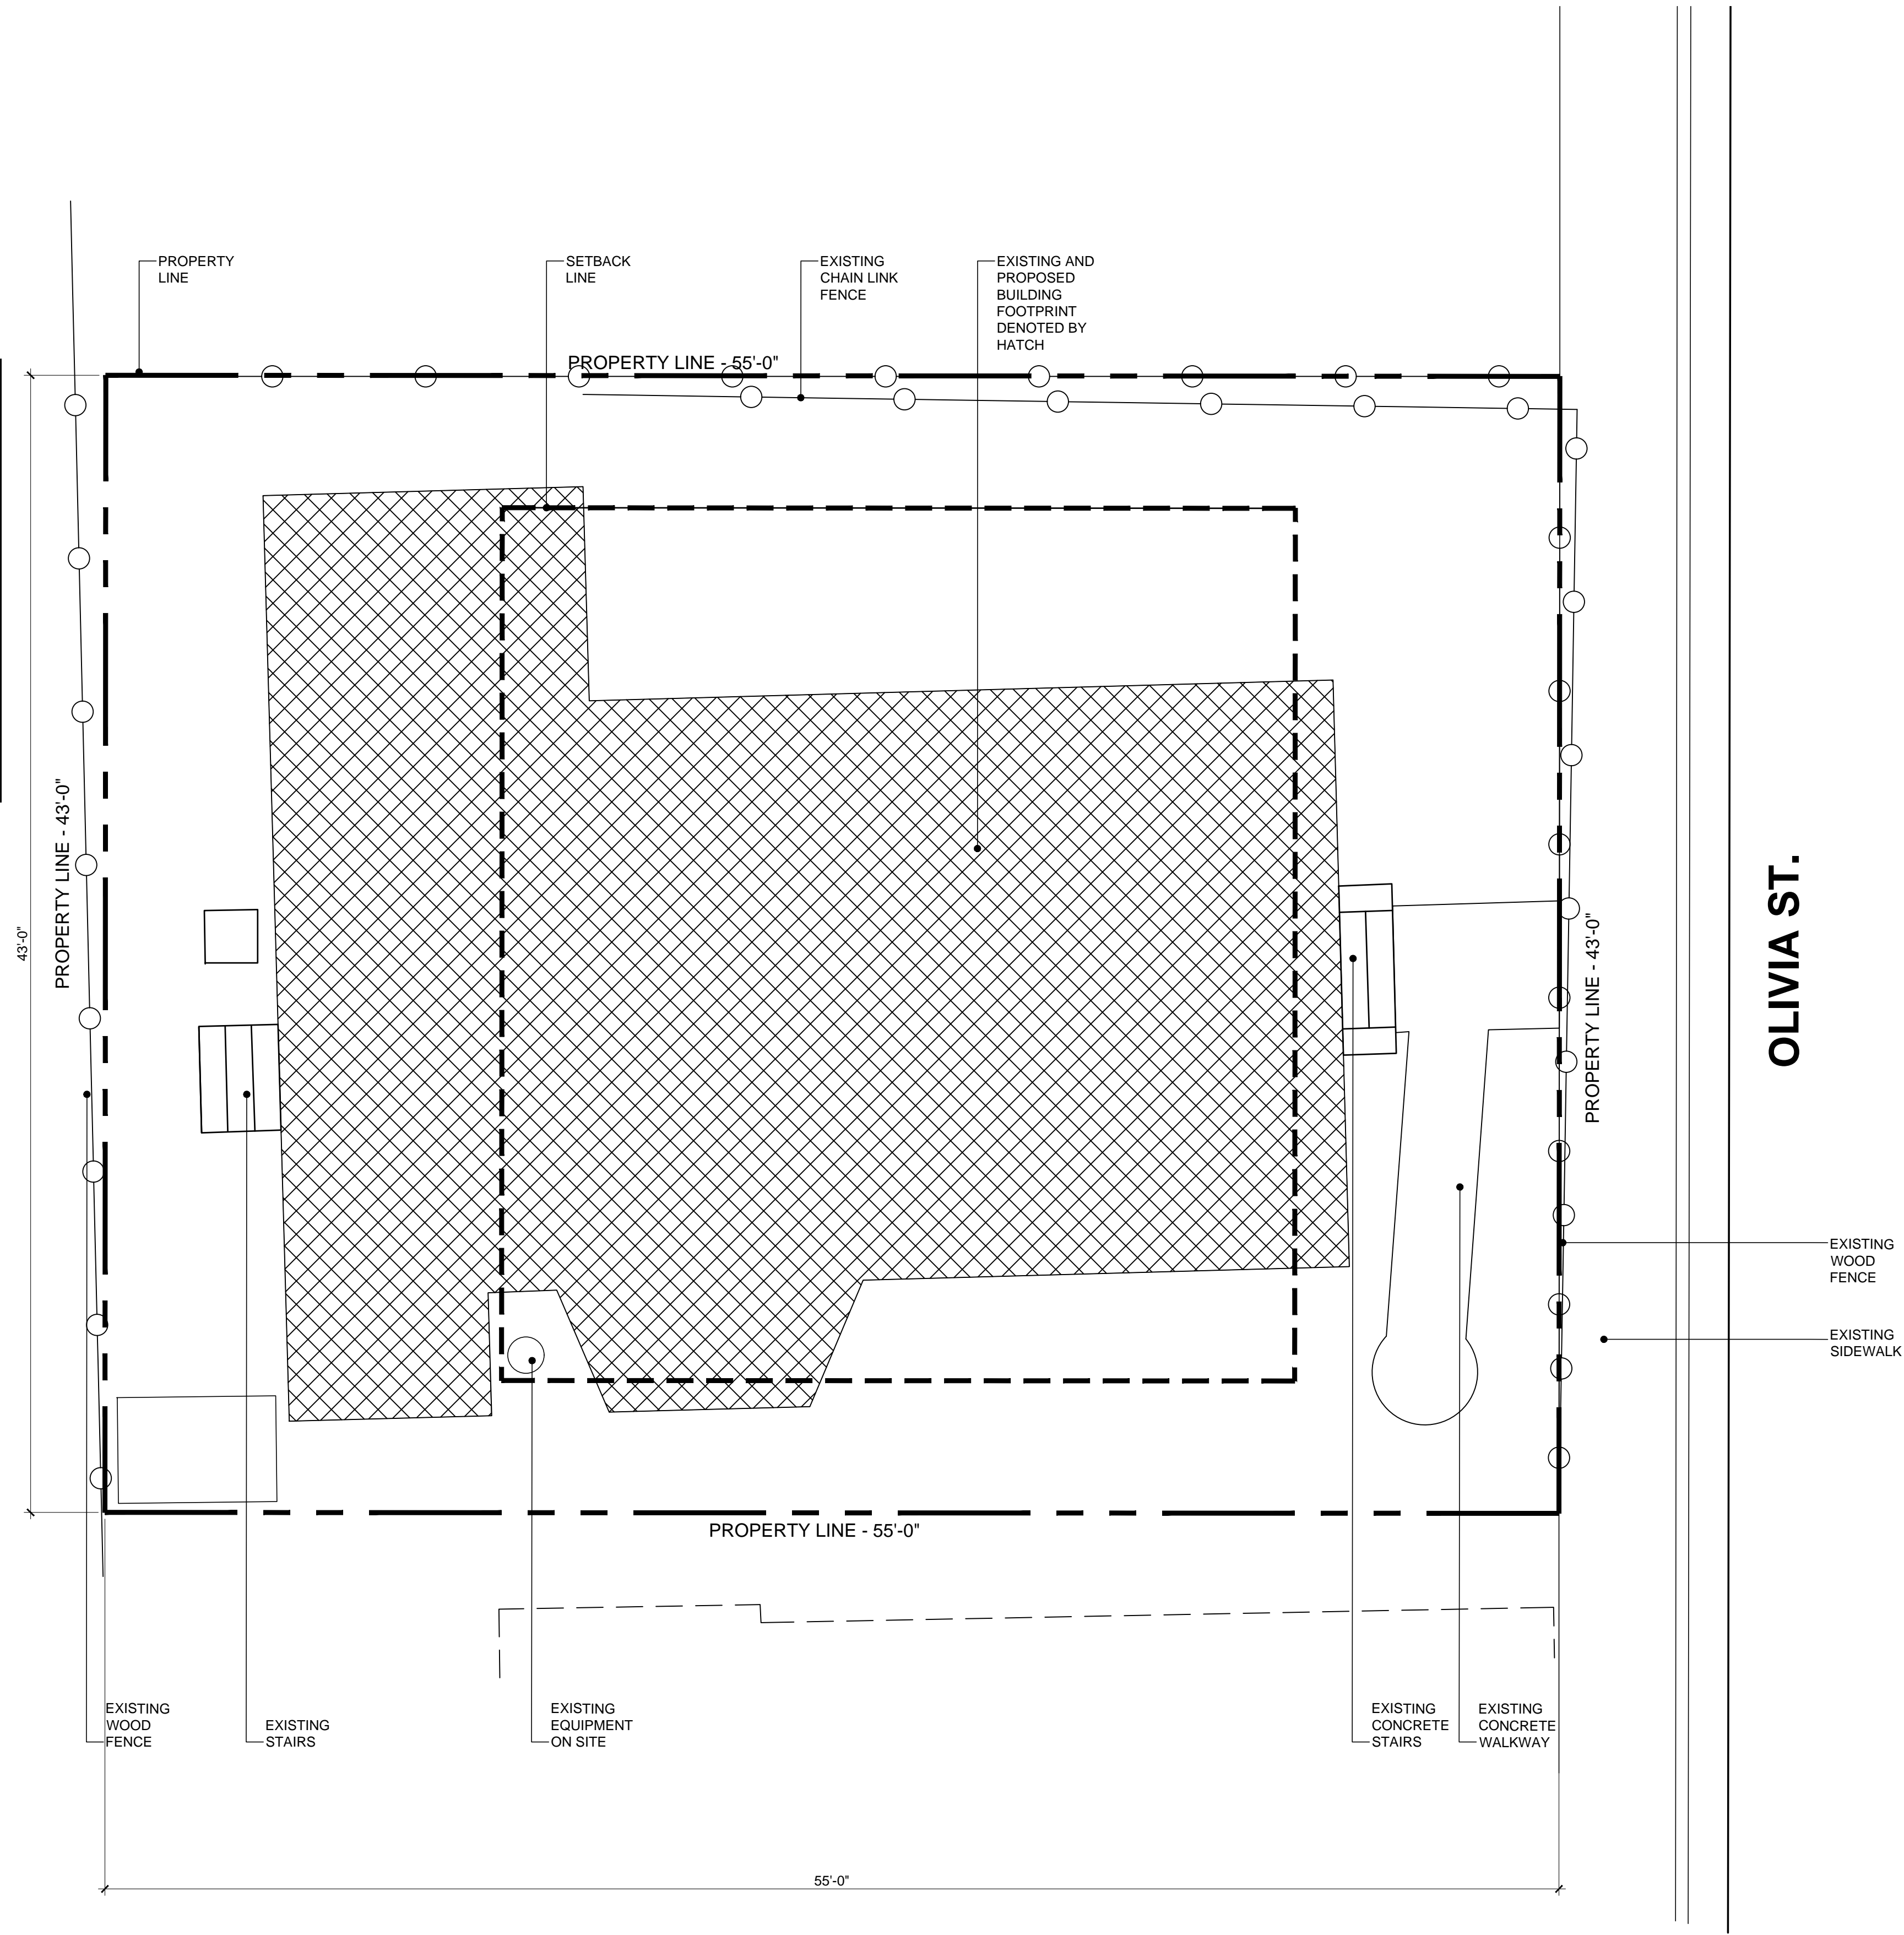 PROPERTY
LINE
SETBACK
LINE
EXISTING
CHAIN LINK
FENCE
EXISTING AND
PROPOSED
BUILDING
FOOTPRINT
DENOTED BY
HATCH
PROPERTY LINE - 55'-0"
PROPERTY LINE - 43'-0"
43'-0"
PROPERTY LINE - 43'-0"
OLIVIA ST.
EXISTING
WOOD
FENCE
EXISTING
SIDEWALK
PROPERTY LINE - 55'-0"
EXISTING
WOOD
FENCE
EXISTING
STAIRS
EXISTING
EQUIPMENT
ON SITE
EXISTING
CONCRETE
STAIRS
EXISTING
CONCRETE
WALKWAY
55'-0"